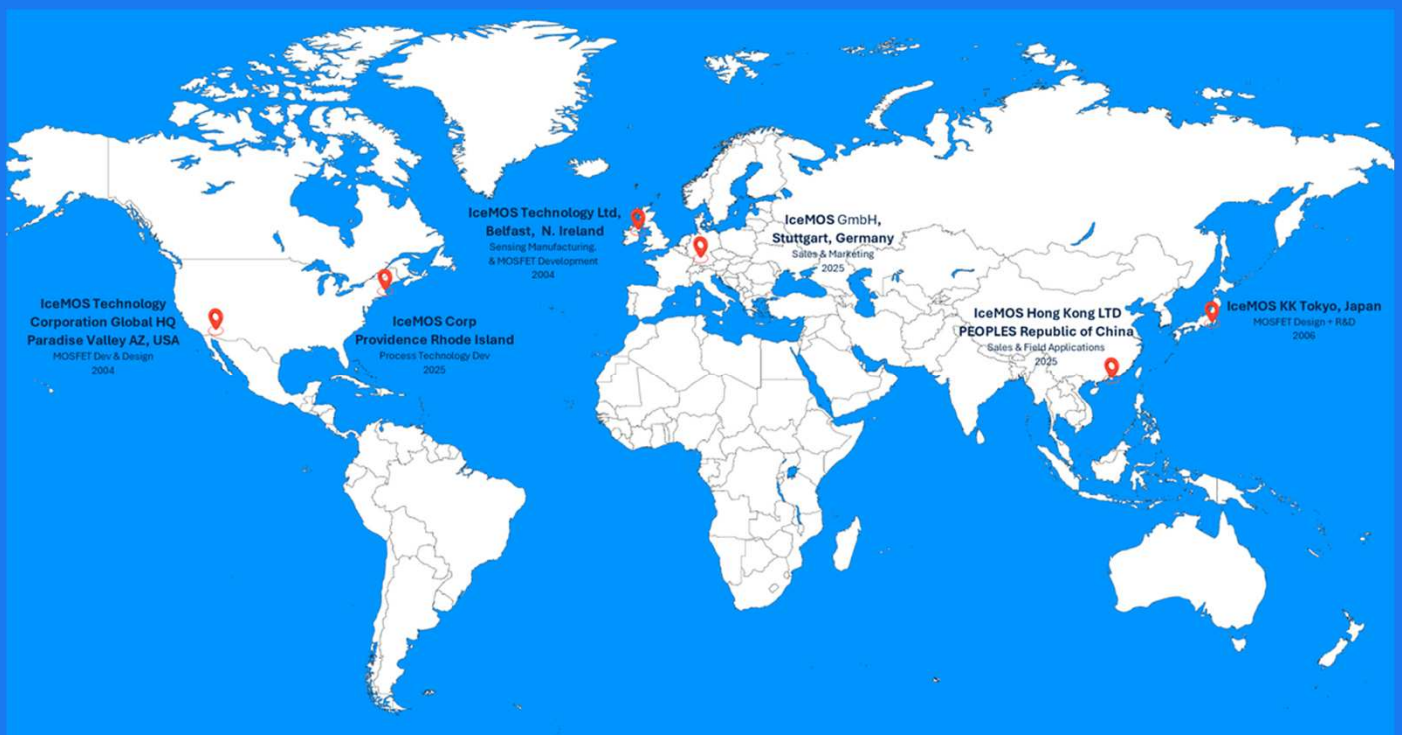 IceMOS Technology
Corporation Global HQ
Paradise Valley AZ, USA
MOSFET Dev & Design
2004
IceMOS Corp
Providence Rhode Island
Process Technology Dev
2025
IceMOS Technology Ltd,
Belfast, N. Ireland
Sensing Manufacturing,
& MOSFET Development
2004
IceMOS GmbH,
Stuttgart, Germany
Sales & Marketing
2025
IceMOS Hong Kong LTD
PEOPLES Republic of China
Sales & Field Applications
2025
IceMOS KK Tokyo, Japan
MOSFET Design + R&D
2006